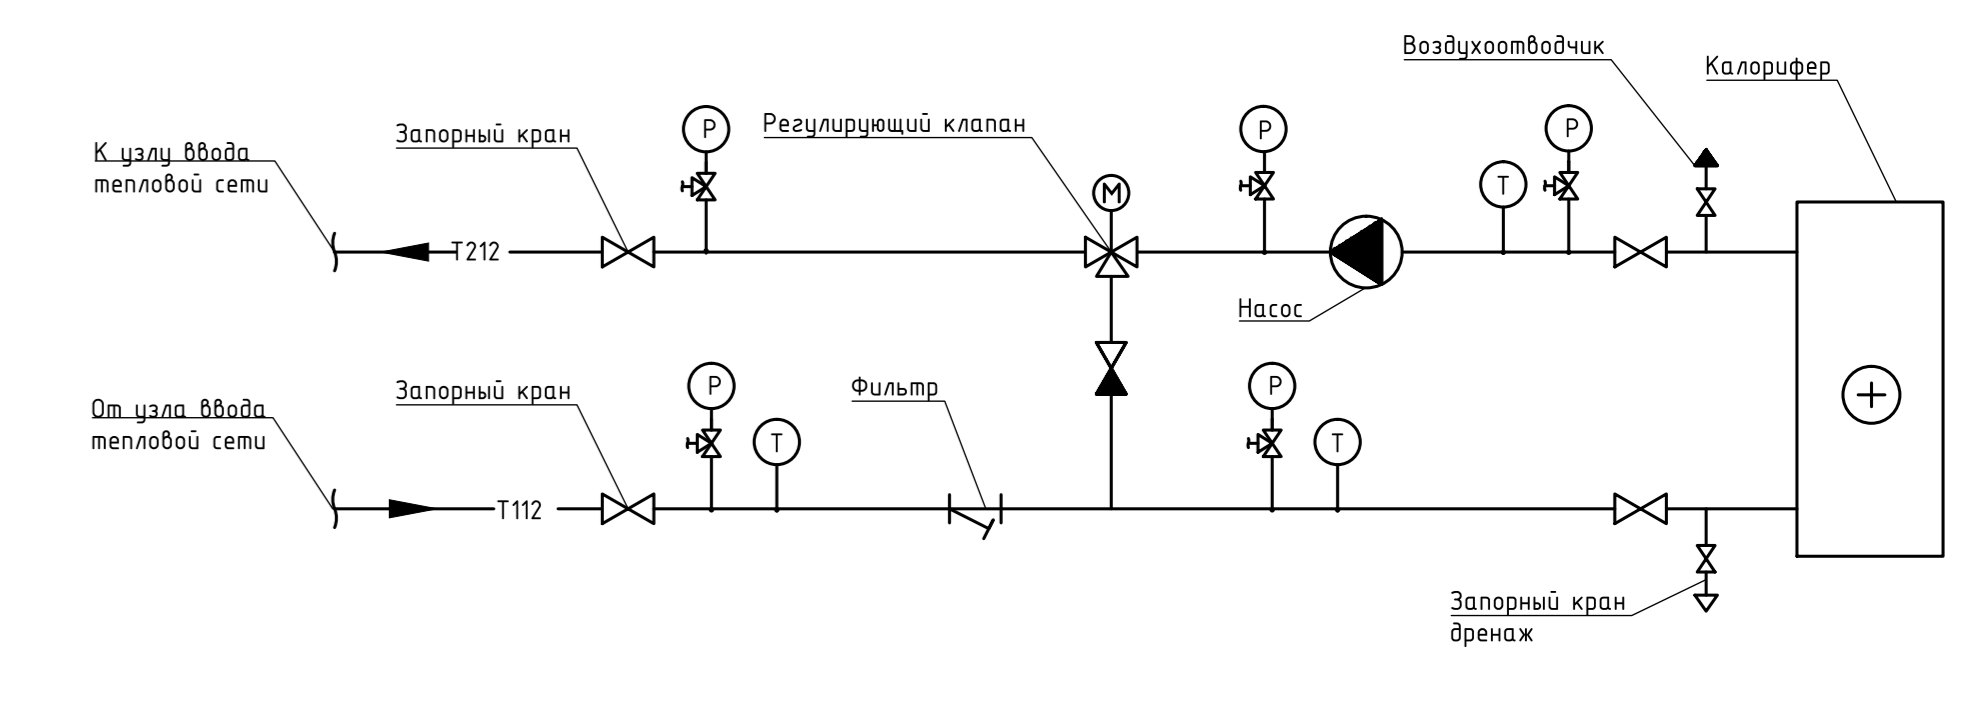 Воздухоотводчик
Калорифер
Запорный кран
P
Регулирующий клапан
P
P
К узлу ввода
тепловой сети
M
T
T212
Насос
Запорный кран
P
Фильтр
P
От узла ввода
тепловой сети
T
T
T112
Запорный кран
дренаж